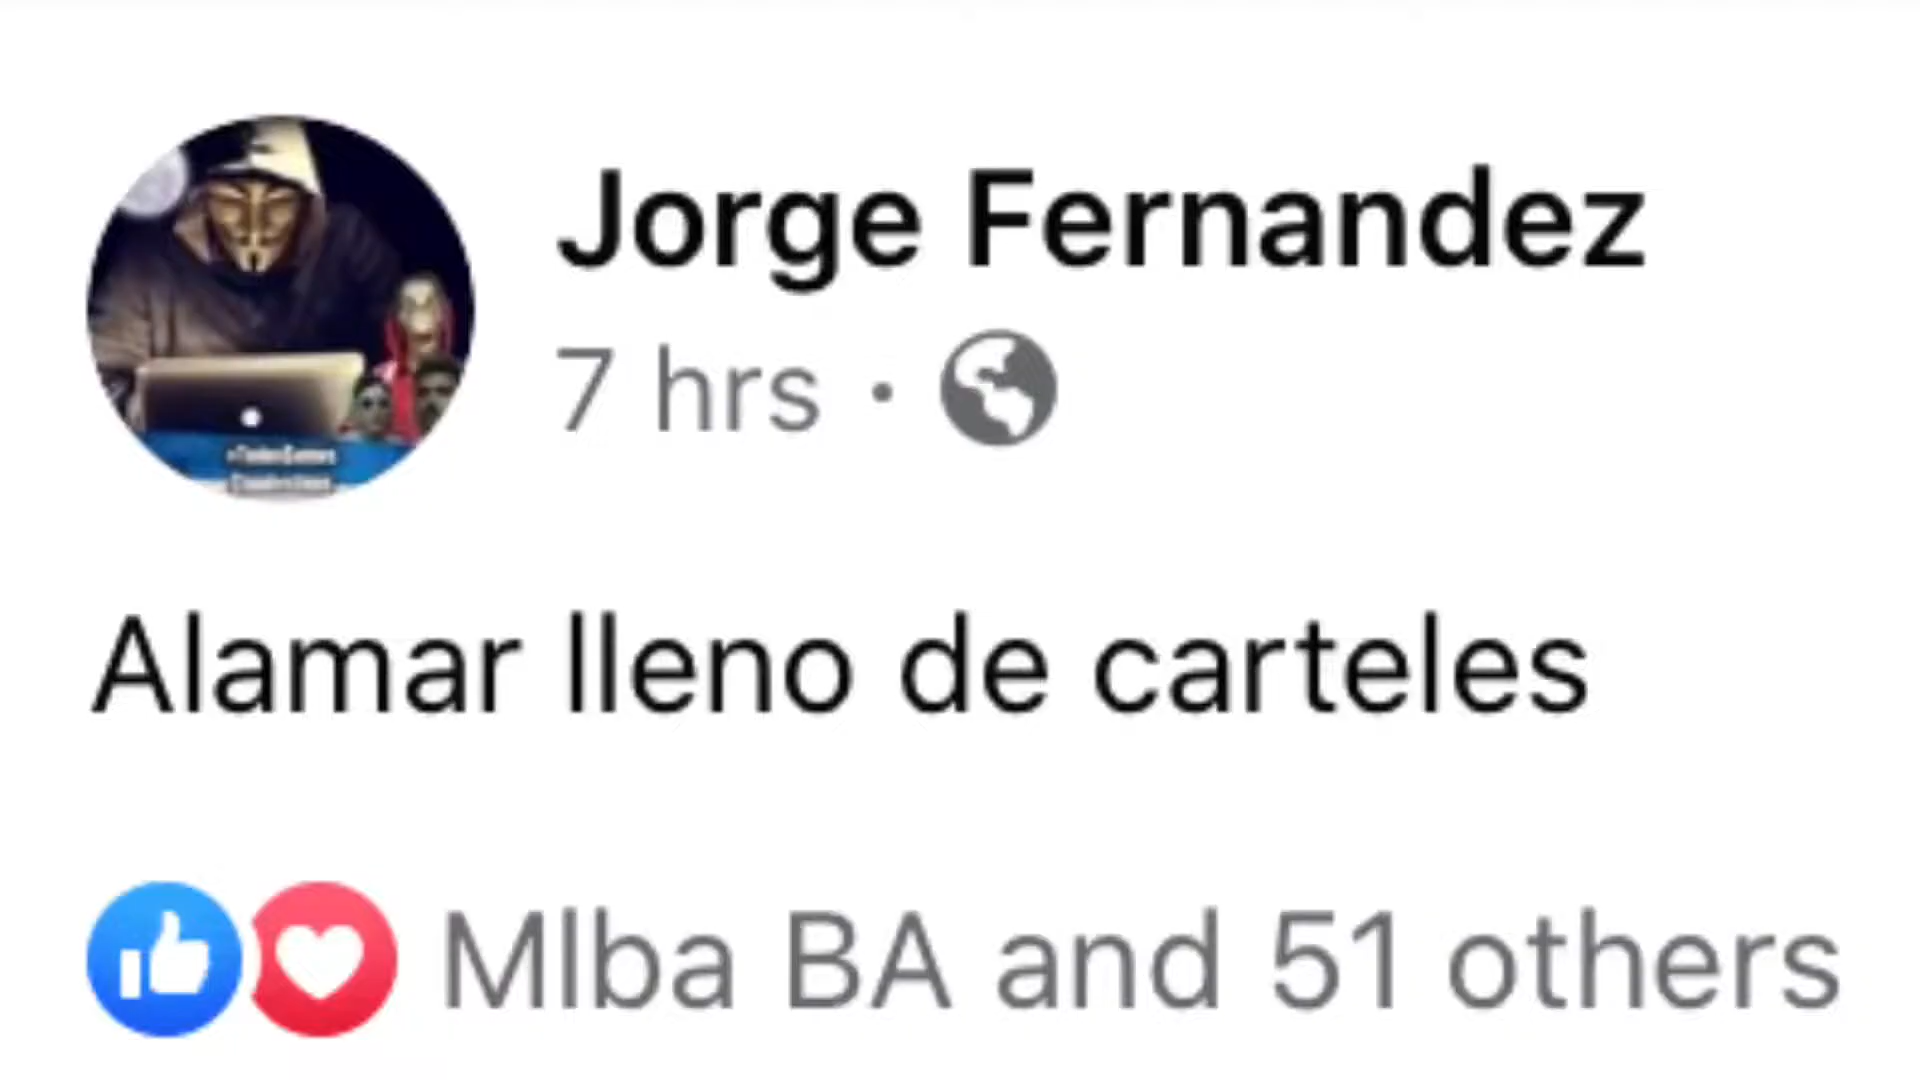 Jorge Fernandez
7 hrs ·
Alamar lleno de carteles
Mlba BA and 51 others